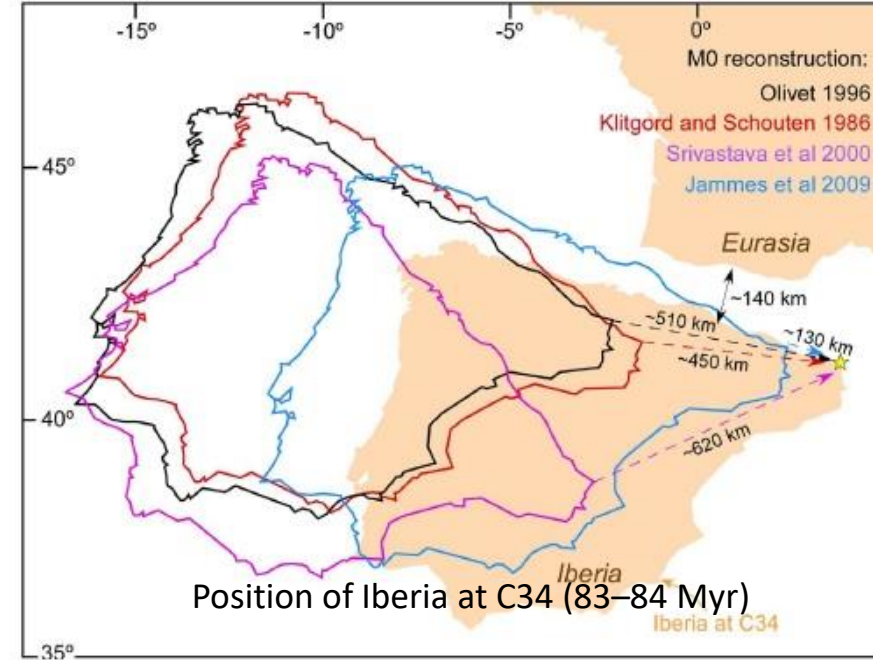 -15º
-10º
-5º
0º
M0 reconstruction:
Olivet 1996
Klitgord and Schouten 1986
Srivastava et al 2000
Jammes et al 2009
45º
Eurasia
~140 km
~510 km
~130 km
~450 km
40º
~620 km
Iberia
Position of Iberia at C34 (83–84 Myr)
Iberia at C34
35º